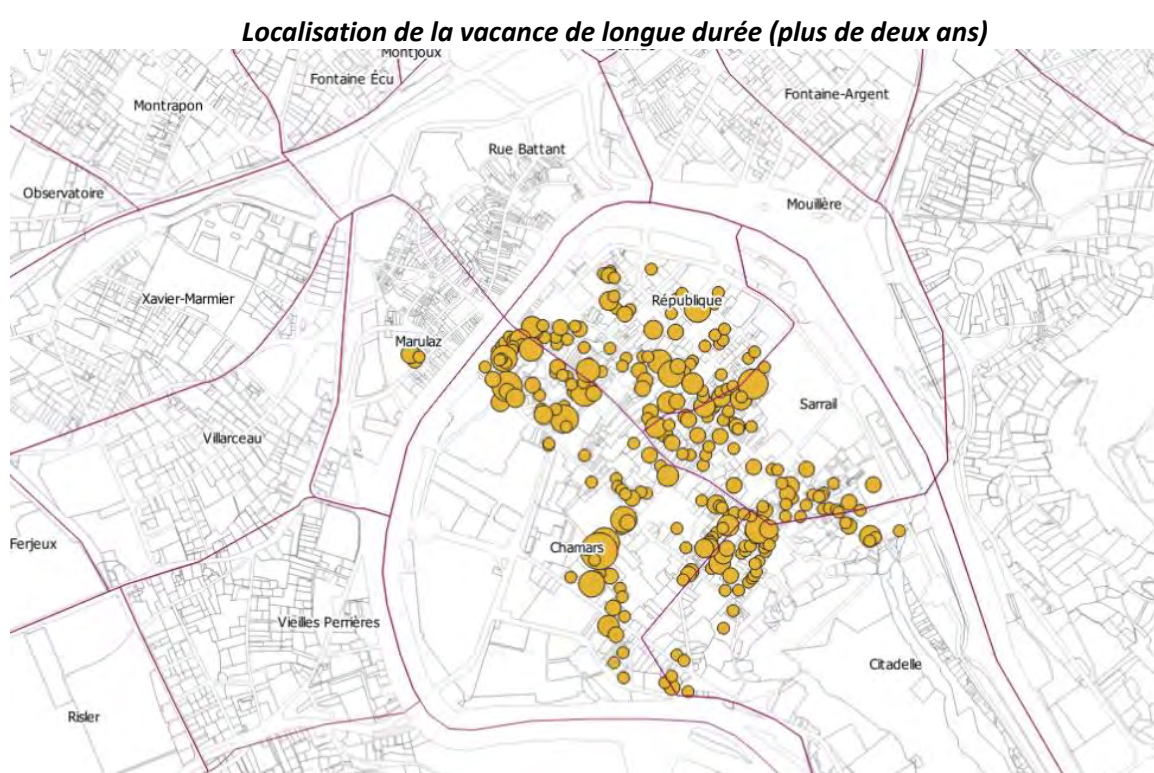 Localisation de la vacance de longue durée (plus de deux ans)
Montjoux
Fontaine Écu
Montrapon
Fontaine-Argent
Rue Battant
Observatoire
Mouillère
Xavier-Marmier
République
Marulaz
Sarrail
Villarceau
Ferjeux
Chamars
Vieilles Perrières
Citadelle
Risler